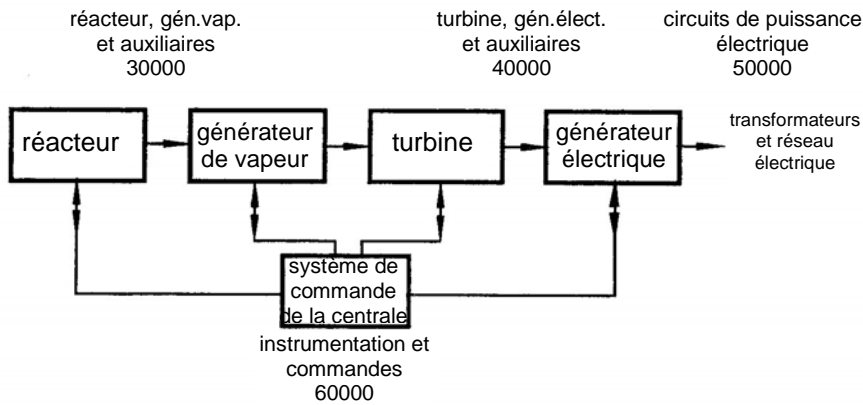 réacteur, gén.vap.
et auxiliaires
30000
turbine, gén.élect.
et auxiliaires
40000
circuits de puissance
électrique
50000
réacteur
générateur
de vapeur
turbine
générateur
électrique
transformateurs
et réseau
électrique
système de
commande
de la centrale
instrumentation et
commandes
60000